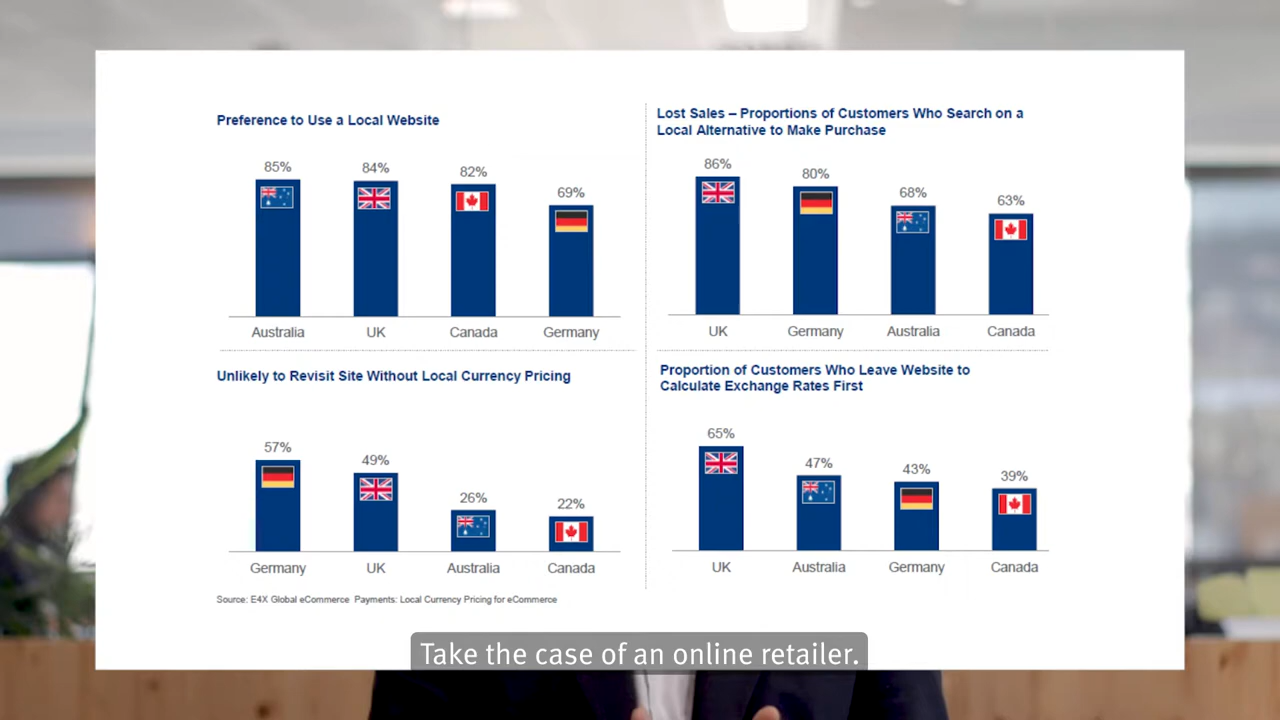 Preference to Use a Local Website
85%
84%
82%
69%
Australia
UK
Canada
Germany
Lost Sales – Proportions of Customers Who Search on a
Local Alternative to Make Purchase
86%
80%
68%
63%
UK
Germany
Australia
Canada
Unlikely to Revisit Site Without Local Currency Pricing
57%
49%
26%
22%
Germany
UK
Australia
Canada
Proportion of Customers Who Leave Website to
Calculate Exchange Rates First
65%
47%
43%
39%
UK
Australia
Germany
Canada
Source: E4X Global eCommerce Payments: Local Currency Pricing for eCommerce
Take the case of an online retailer.